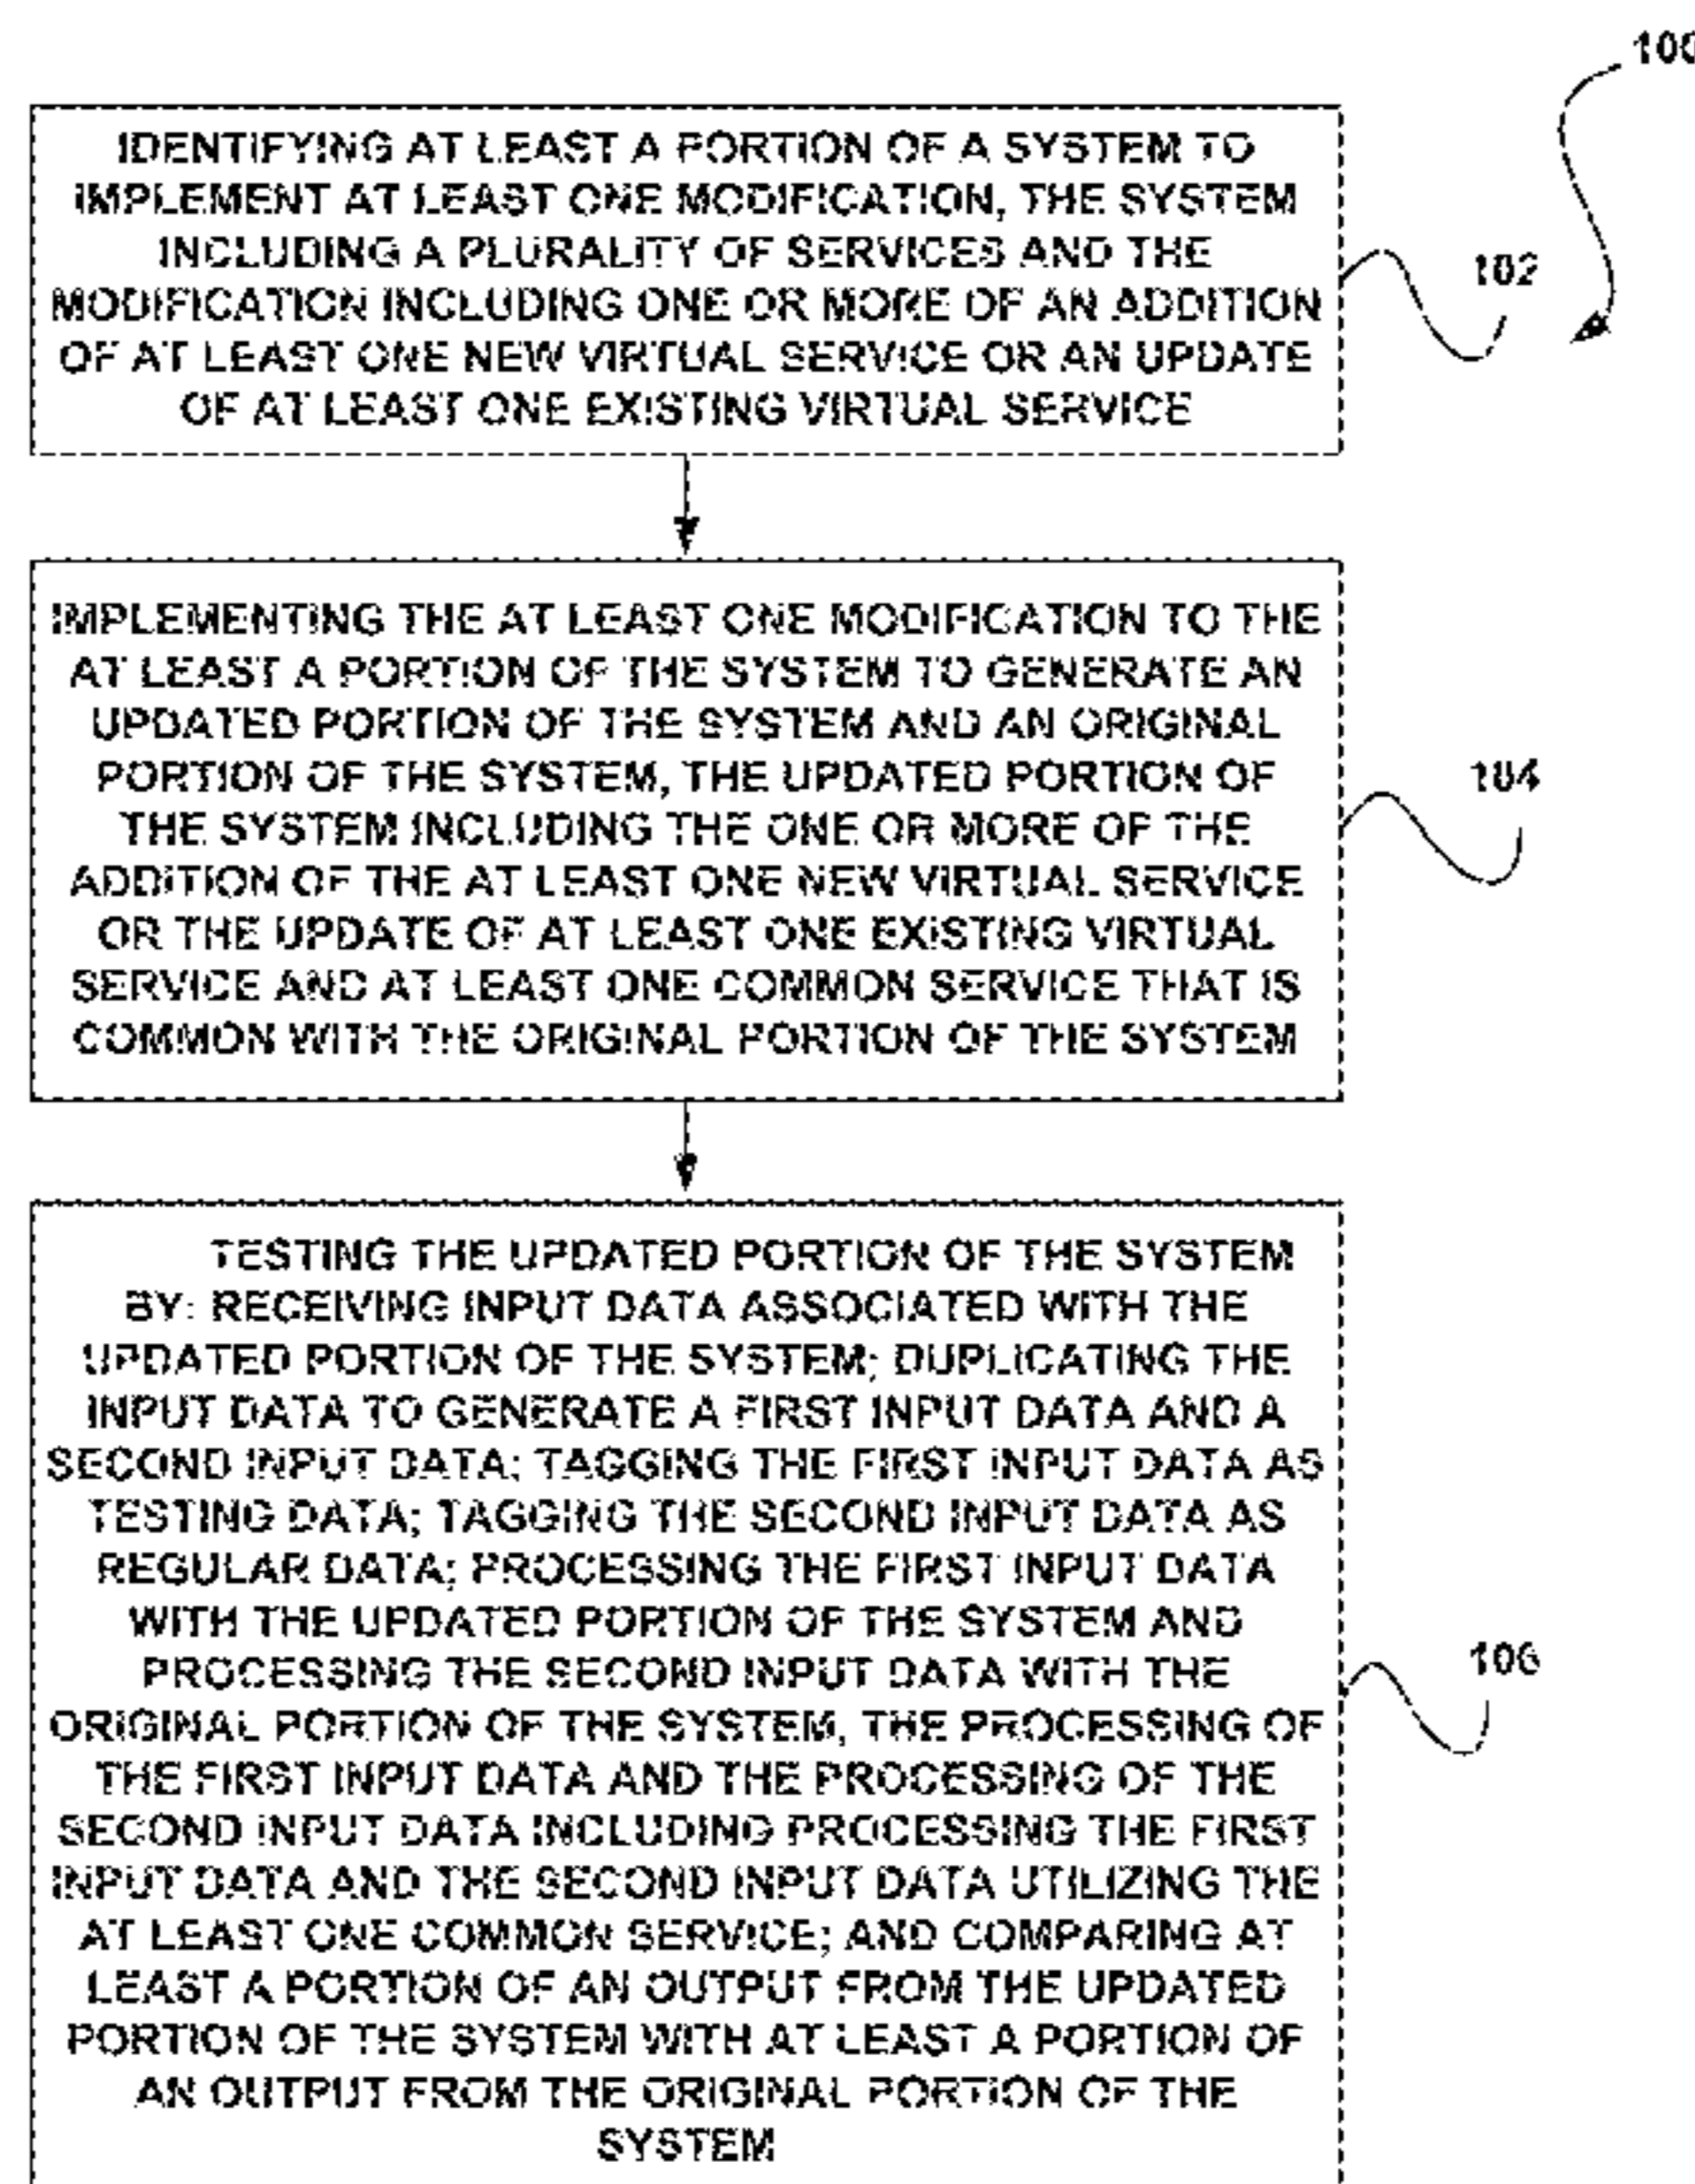 100
IDENTIFYING AT LEAST A PORTION OF A SYSTEM TO
IMPLEMENT AT LEAST ONE MODIFICATION, THE SYSTEM
INCLUDING A PLURALITY OF SERVICES AND THE
MODIFICATION INCLUDING ONE OR MORE OF AN ADDITION
OF AT LEAST ONE NEW VIRTUAL SERVICE OR AN UPDATE
OF AT LEAST ONE EXISTING VIRTUAL SERVICE
102
IMPLEMENTING THE AT LEAST ONE MODIFICATION TO THE
AT LEAST A PORTION OF THE SYSTEM TO GENERATE AN
UPDATED PORTION OF THE SYSTEM AND AN ORIGINAL
PORTION OF THE SYSTEM, THE UPDATED PORTION OF
THE SYSTEM INCLUDING THE ONE OR MORE OF THE
ADDITION OF THE AT LEAST ONE NEW VIRTUAL SERVICE
OR THE UPDATE OF AT LEAST ONE EXISTING VIRTUAL
SERVICE AND AT LEAST ONE COMMON SERVICE THAT IS
COMMON WITH THE ORIGINAL PORTION OF THE SYSTEM
104
TESTING THE UPDATED PORTION OF THE SYSTEM
BY: RECEIVING INPUT DATA ASSOCIATED WITH THE
UPDATED PORTION OF THE SYSTEM; DUPLICATING THE
INPUT DATA TO GENERATE A FIRST INPUT DATA AND A
SECOND INPUT DATA; TAGGING THE FIRST INPUT DATA AS
TESTING DATA; TAGGING THE SECOND INPUT DATA AS
REGULAR DATA; PROCESSING THE FIRST INPUT DATA
WITH THE UPDATED PORTION OF THE SYSTEM AND
PROCESSING THE SECOND INPUT DATA WITH THE
ORIGINAL PORTION OF THE SYSTEM, THE PROCESSING OF
THE FIRST INPUT DATA AND THE PROCESSING OF THE
SECOND INPUT DATA INCLUDING PROCESSING THE FIRST
INPUT DATA AND THE SECOND INPUT DATA UTILIZING THE
AT LEAST ONE COMMON SERVICE; AND COMPARING AT
LEAST A PORTION OF AN OUTPUT FROM THE UPDATED
PORTION OF THE SYSTEM WITH AT LEAST A PORTION OF
AN OUTPUT FROM THE ORIGINAL PORTION OF THE
SYSTEM
106